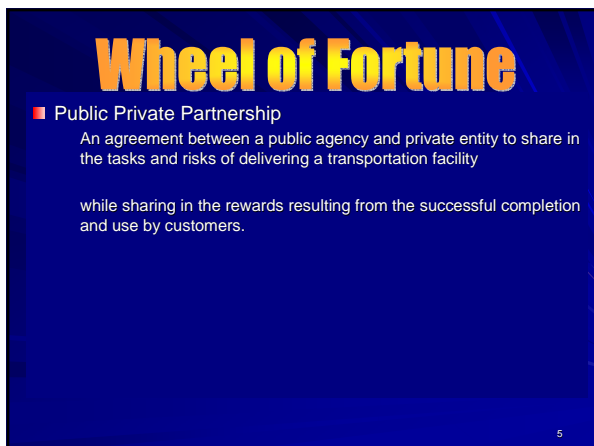 Wheel of Fortune
Public Private Partnership
An agreement between a public agency and private entity to share in
the tasks and risks of delivering a transportation facility
while sharing in the rewards resulting from the successful completion
and use by customers.
5